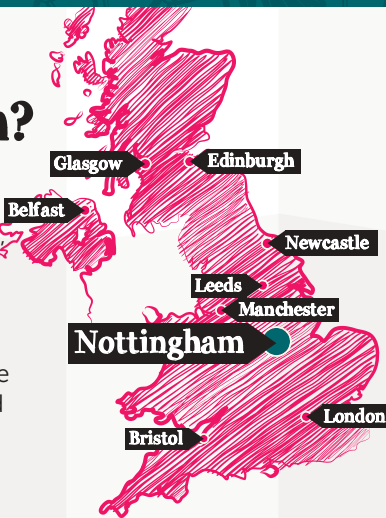 ?
Glasgow
Edinburgh
Belfast
Newcastle
Leeds
Manchester
Nottingham
London
Bristol